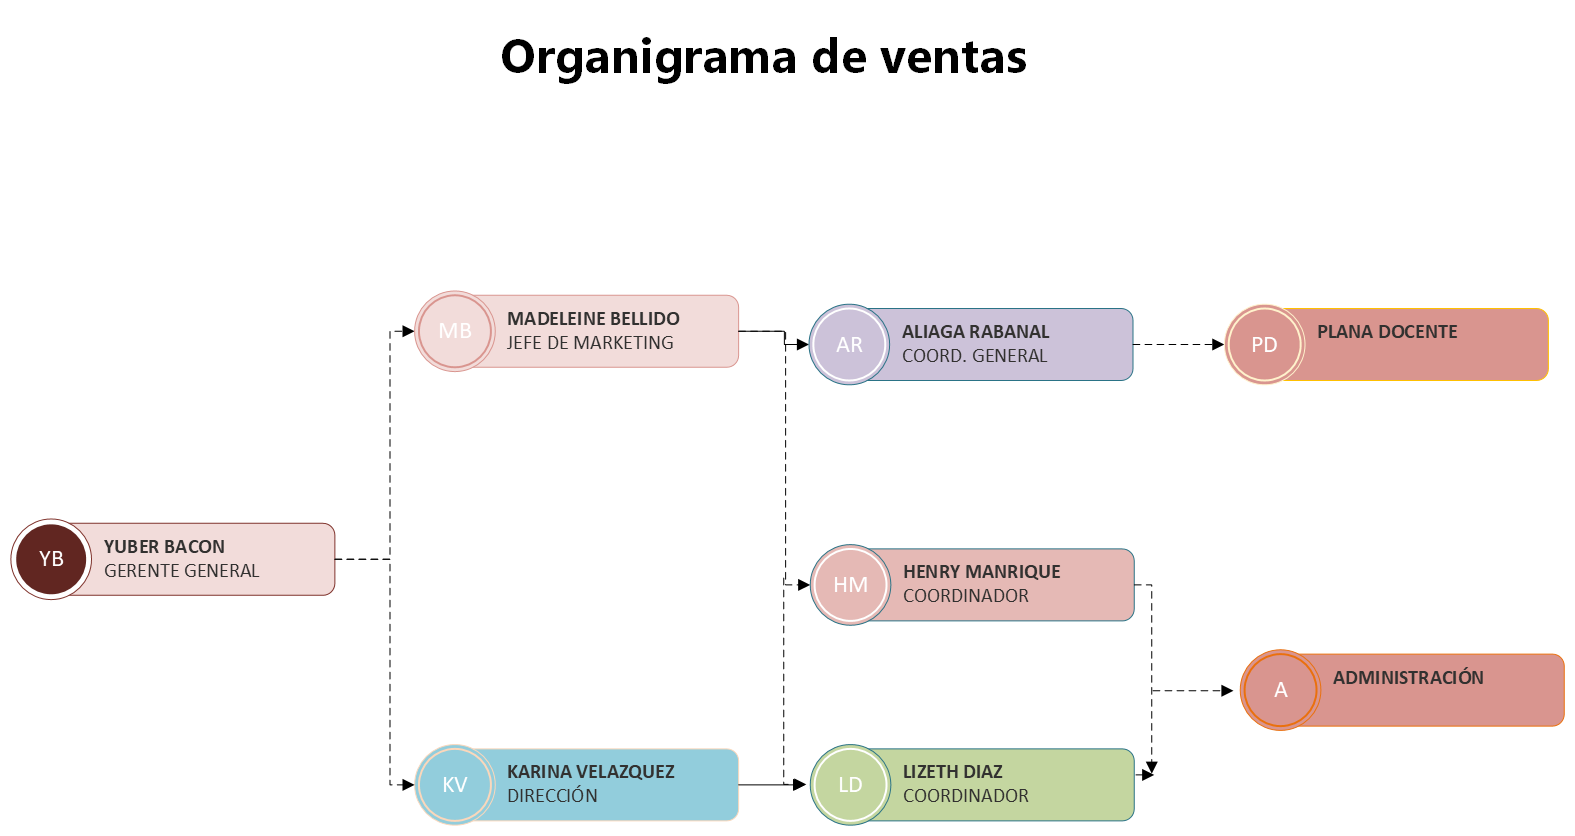 Organigrama de ventas
MB
MADELEINE BELLIDO
JEFE DE MARKETING
AR
ALIAGA RABANAL
COORD. GENERAL
PD
PLANA DOCENTE
YB
YUBER BACON
GERENTE GENERAL
HM
HENRY MANRIQUE
COORDINADOR
A
ADMINISTRACIÓN
KV
KARINA VELAZQUEZ
DIRECCIÓN
LD
LIZETH DIAZ
COORDINADOR